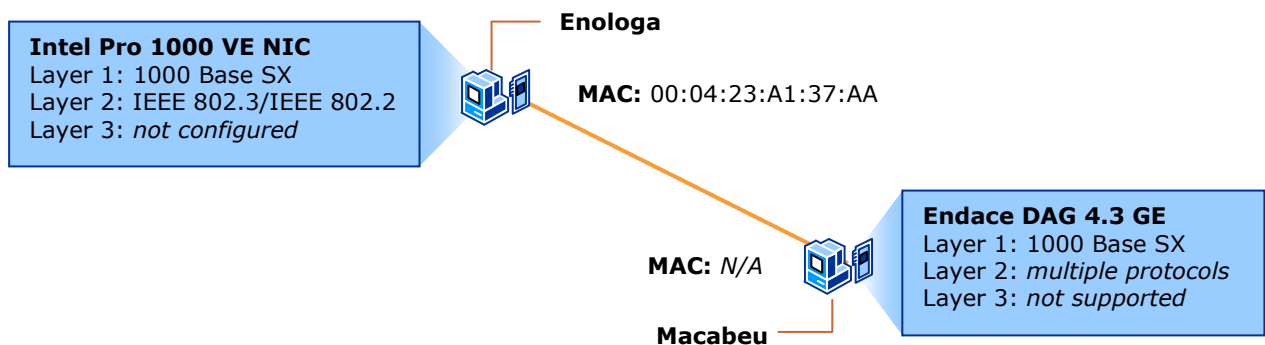 Enologa
Intel Pro 1000 VE NIC
Layer 1: 1000 Base SX
Layer 2: IEEE 802.3/IEEE 802.2
Layer 3: not configured
MAC: 00:04:23:A1:37:AA
Endace DAG 4.3 GE
Layer 1: 1000 Base SX
Layer 2: multiple protocols
Layer 3: not supported
MAC: N/A
Macabeu